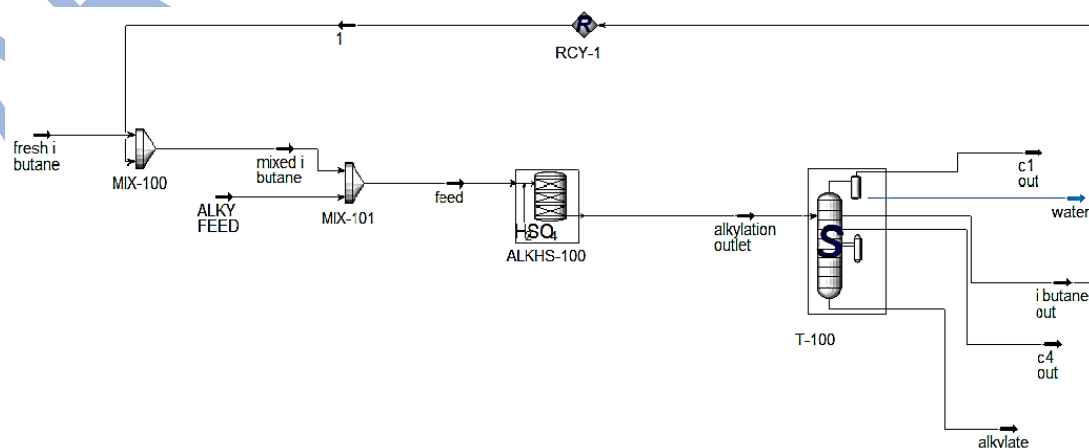 R
1
RCY-1
fresh i
butane
MIX-100
mixed i
butane
ALKY
FEED
MIX-101
feed
H2SO4
ALKHS-100
alkylation
outlet
S
T-100
c1
out
water
i butane
out
c4
out
alkylate